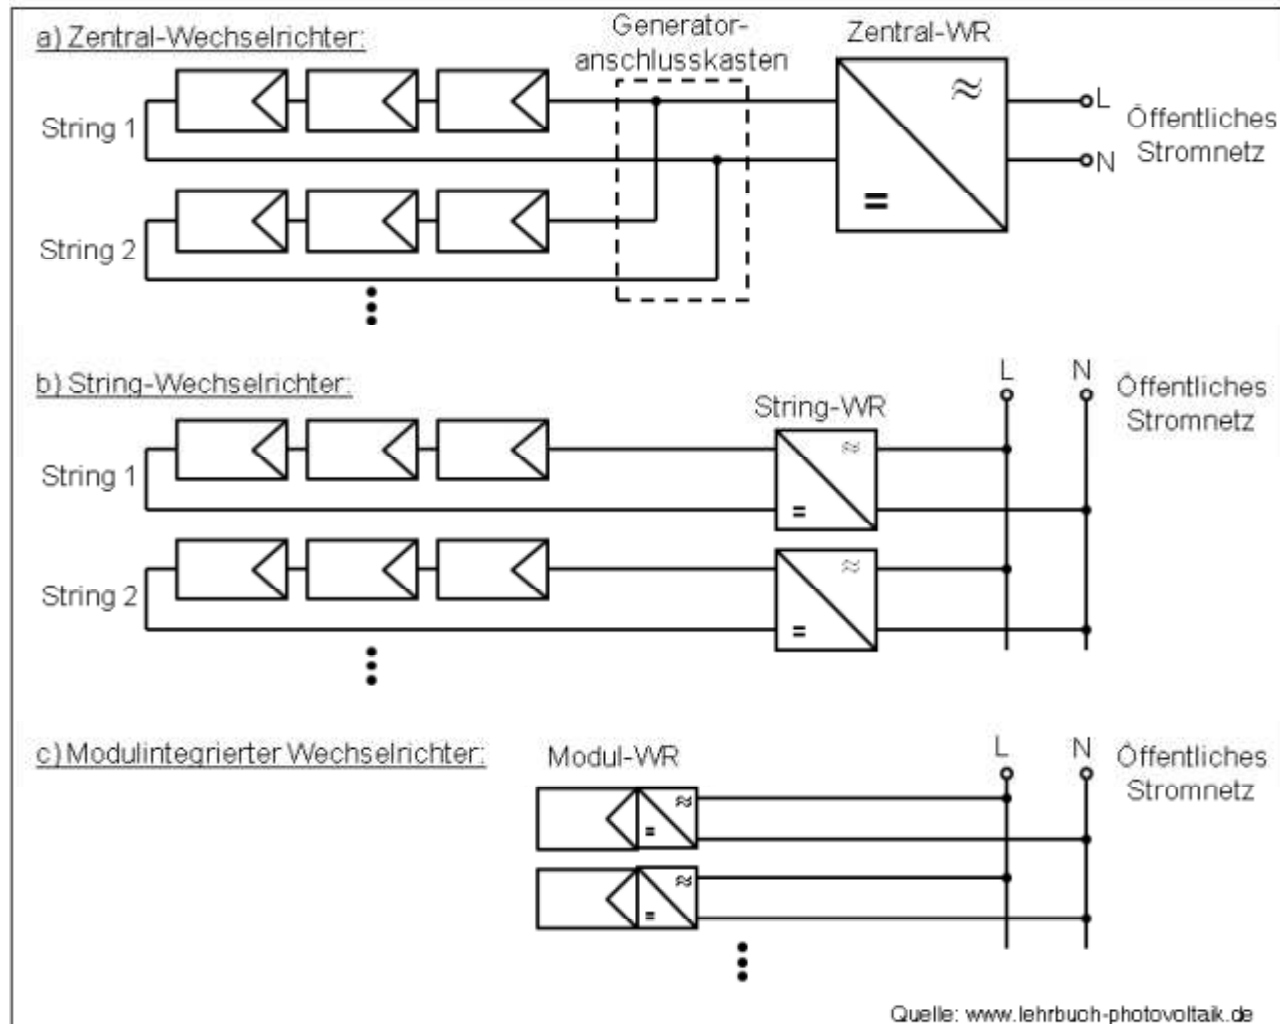 a) Zentral-Wechselrichter:
Generator-
anschlusskasten
Zentral-WR
≈
=
String 1
String 2
L
N
Öffentliches
Stromnetz
b) String-Wechselrichter:
String-WR
≈
=
≈
=
String 1
String 2
L
N
Öffentliches
Stromnetz
c) Modulintegrierter Wechselrichter:
Modul-WR
≈
=
≈
=
L
N
Öffentliches
Stromnetz
Quelle: www.lehrbuch-photovoltaik.de